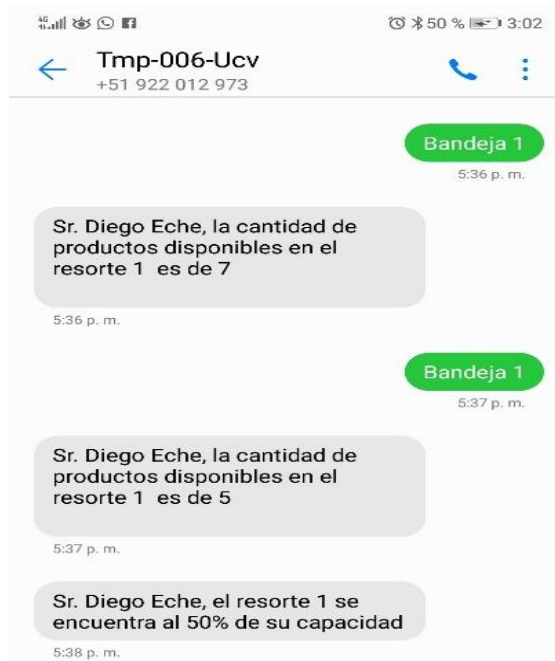 50 % 3:02
Tmp-006-Ucv
+51 922 012 973
Bandeja 1
5:36 p. m.
Sr. Diego Eche, la cantidad de
productos disponibles en el
resorte 1 es de 7
5:36 p. m.
Bandeja 1
5:37 p. m.
Sr. Diego Eche, la cantidad de
productos disponibles en el
resorte 1 es de 5
5:37 p. m.
Sr. Diego Eche, el resorte 1 se
encuentra al 50% de su capacidad
5:38 p. m.